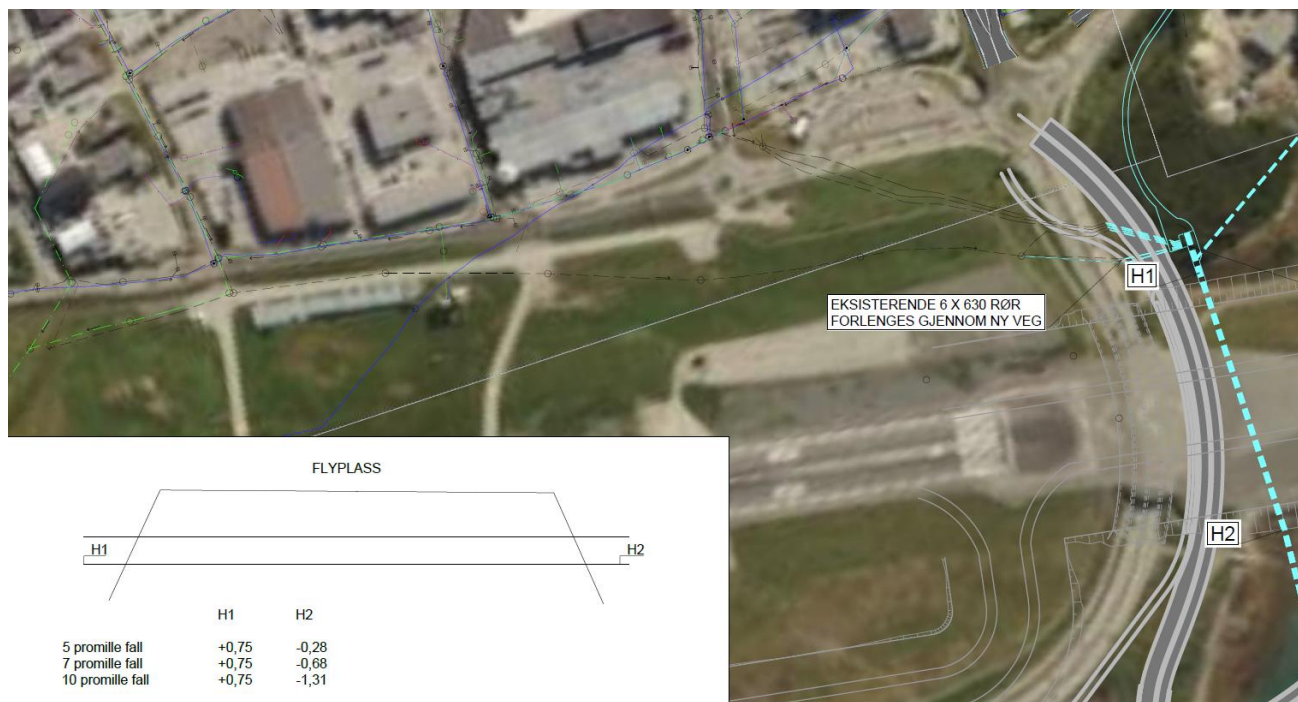 H1
EKSISTERENDE 6 X 630 RØR
FORLENGES GJENNOM NY VEG
H2
FLYPLASS
H1 H2
H1 H2
5 promille fall +0,75 -0,28
7 promille fall +0,75 -0,68
10 promille fall +0,75 -1,31